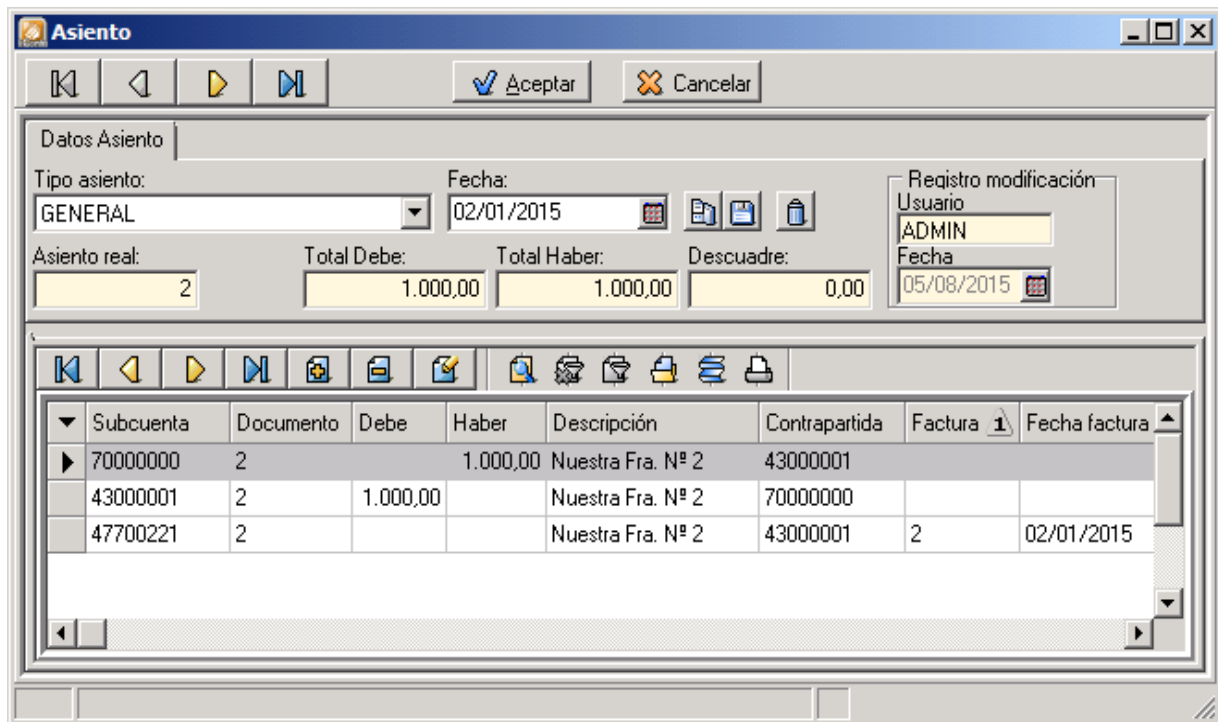 Asiento
Aceptar Cancelar
Datos Asiento
Tipo asiento: Fecha: Registro modificación
GENERAL 02/01/2015 Usuario
ADMIN
Asiento real: Total Debe: Total Haber: Descuadre: Fecha
2 1.000,00 1.000,00 0,00 05/08/2015
Subcuenta Documento Debe Haber Descripción Contrapartida Factura 1 Fecha factura
70000000 2 1.000,00 Nuestra Fra. Nº 2 43000001
43000001 2 1.000,00 Nuestra Fra. Nº 2 70000000
47700221 2 Nuestra Fra. Nº 2 43000001 2 02/01/2015